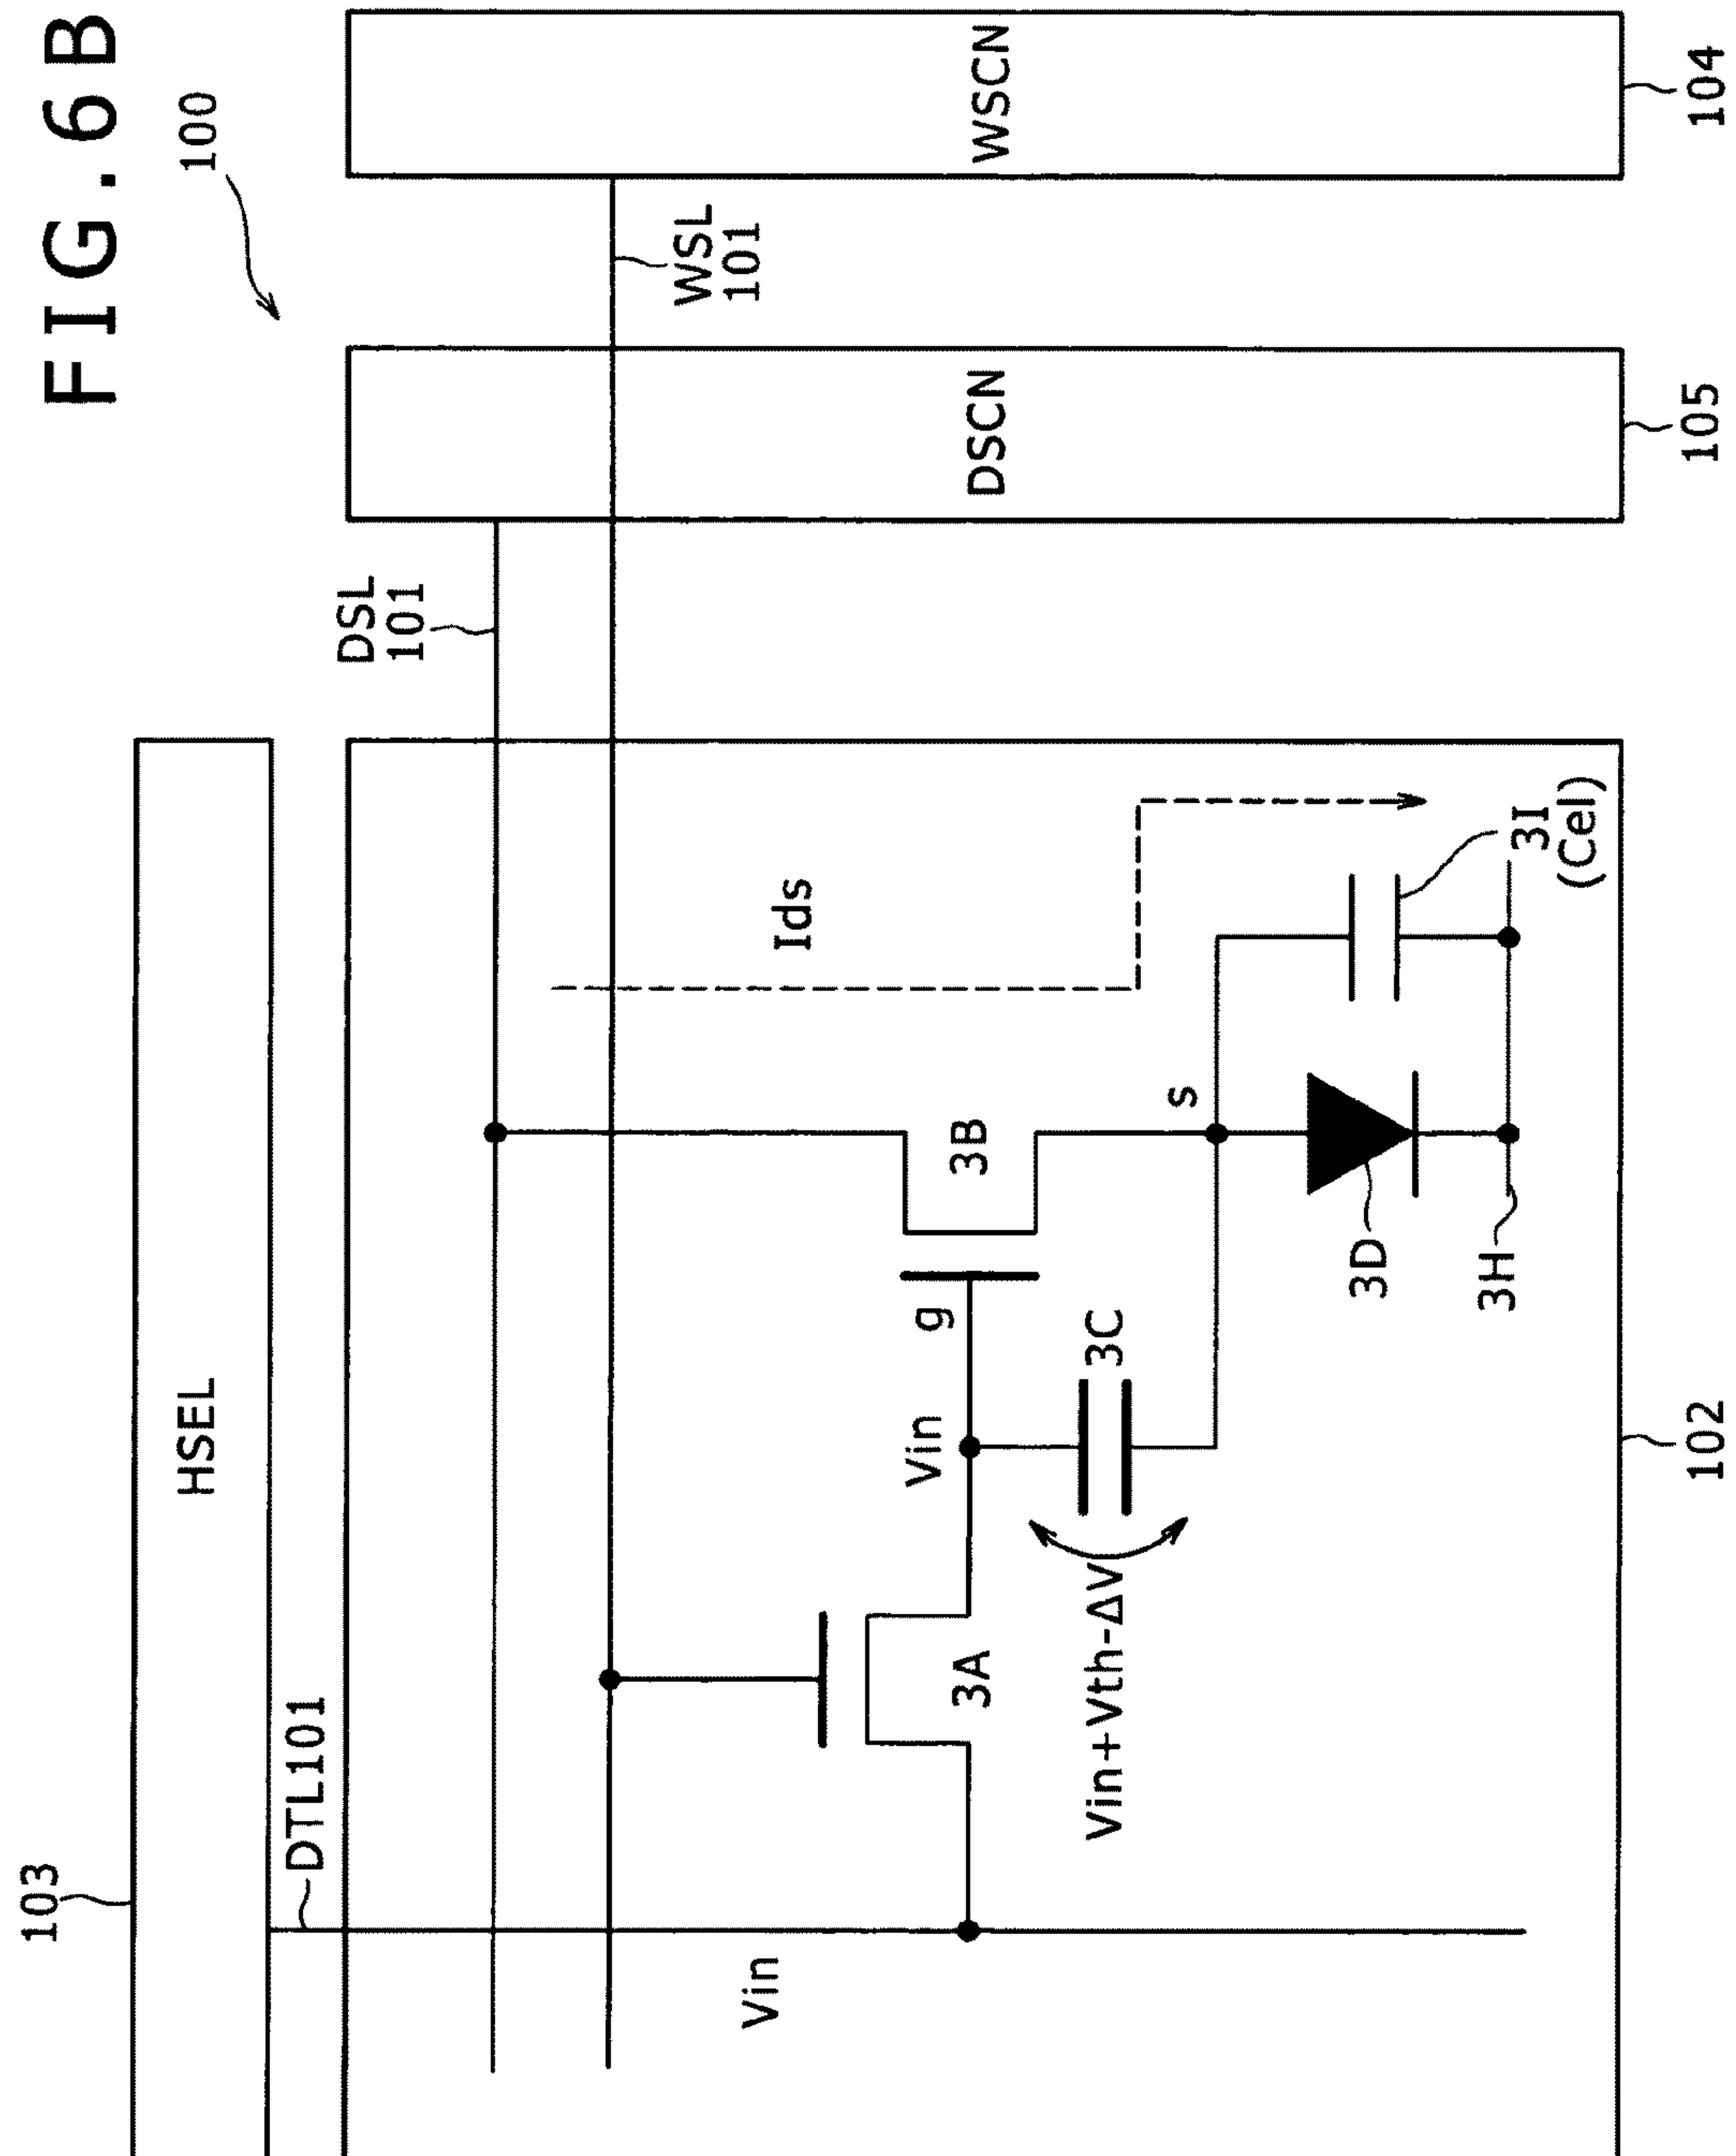 FIG. 6B
100
103
HSEL
DTL101
DSL
101
WSL
101
WSCN
104
DSCN
105
Vin
Ids
3A
Vin
g
3B
s
3C
Vin+Vth-ΔV
3D
3H
3I
(Cel)
102